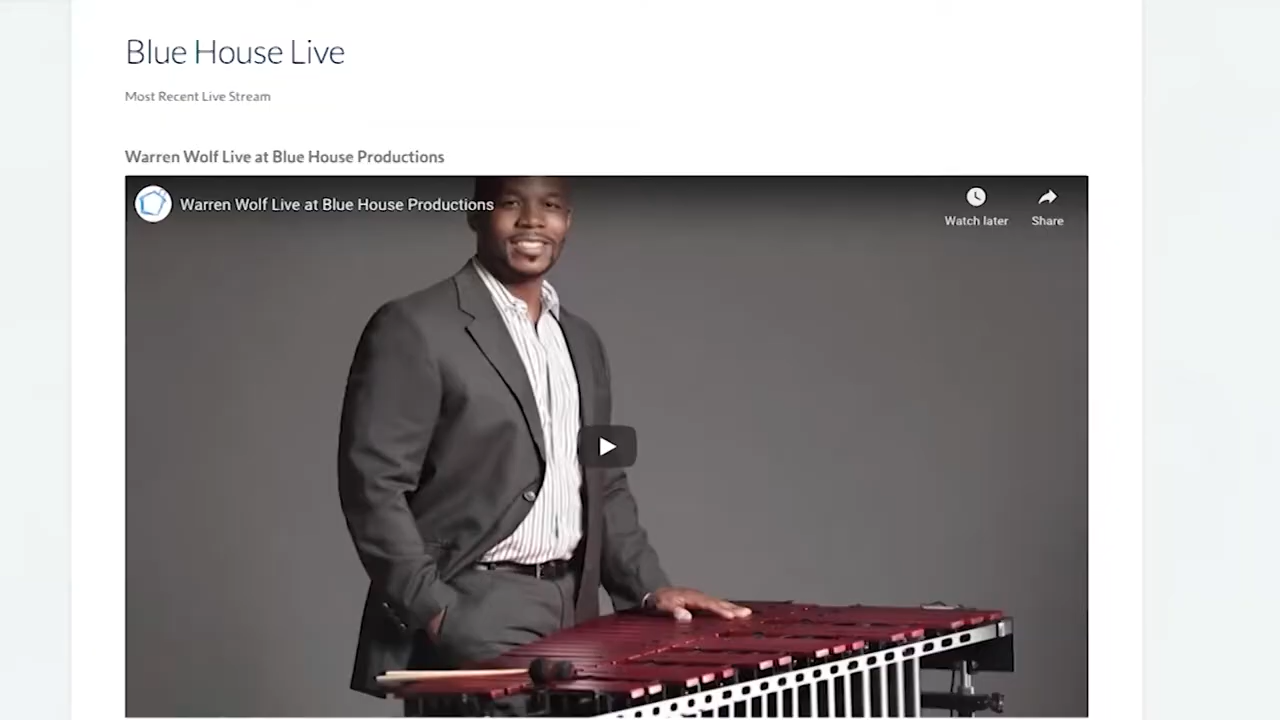 Blue House Live
Most Recent Live Stream
Warren Wolf Live at Blue House Productions
Warren Wolf Live at Blue House Productions
Watch later
Share